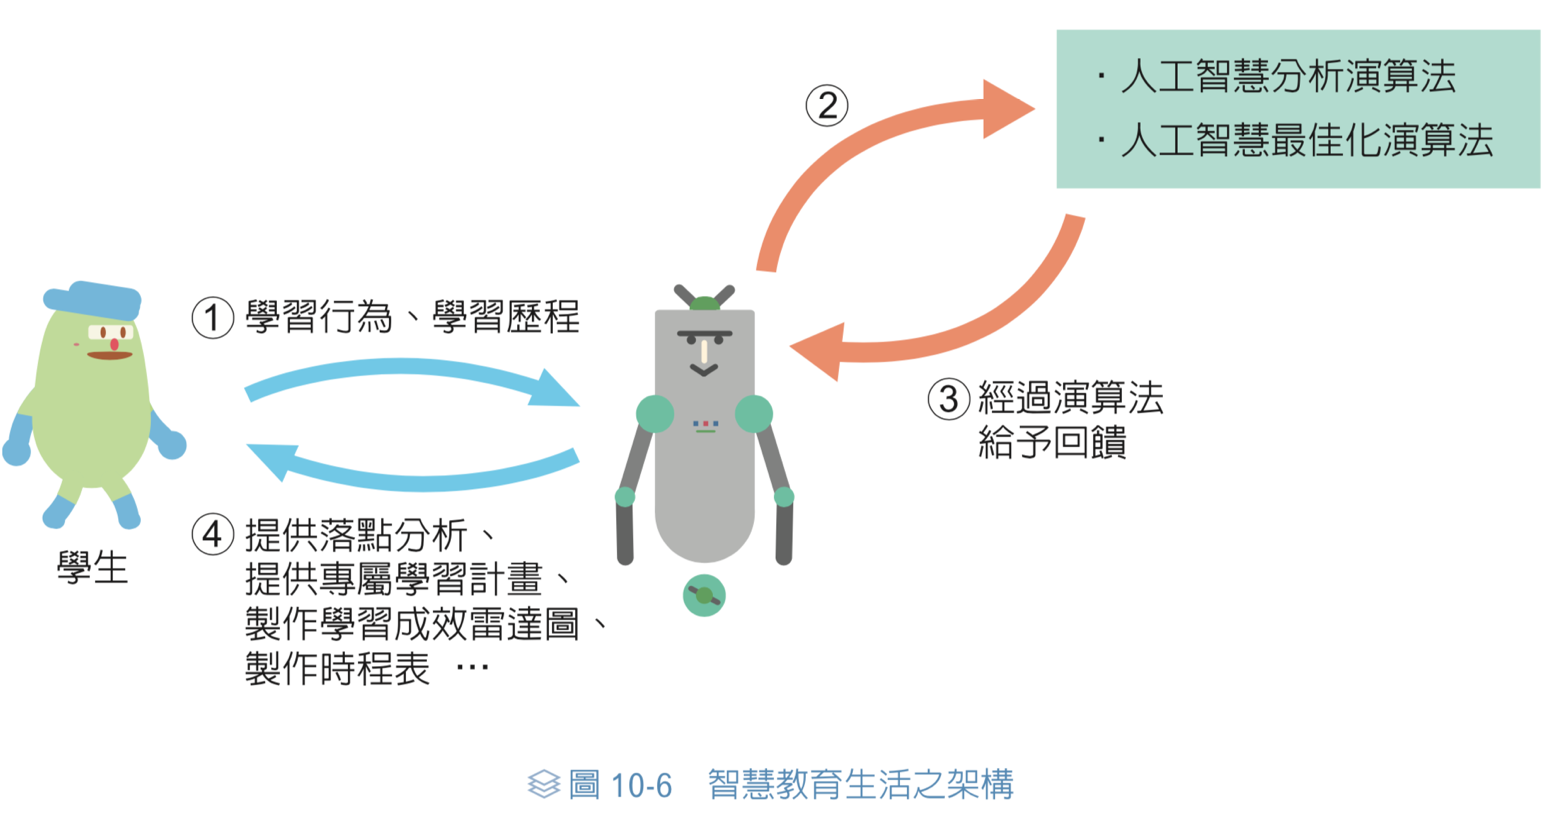 ・人工智慧分析演算法
・人工智慧最佳化演算法
②
①學習行為、學習歷程
③經過演算法
給予回饋
④提供落點分析、
提供專屬學習計畫、
製作學習成效雷達圖、
製作時程表 …
學生
圖 10-6 智慧教育生活之架構